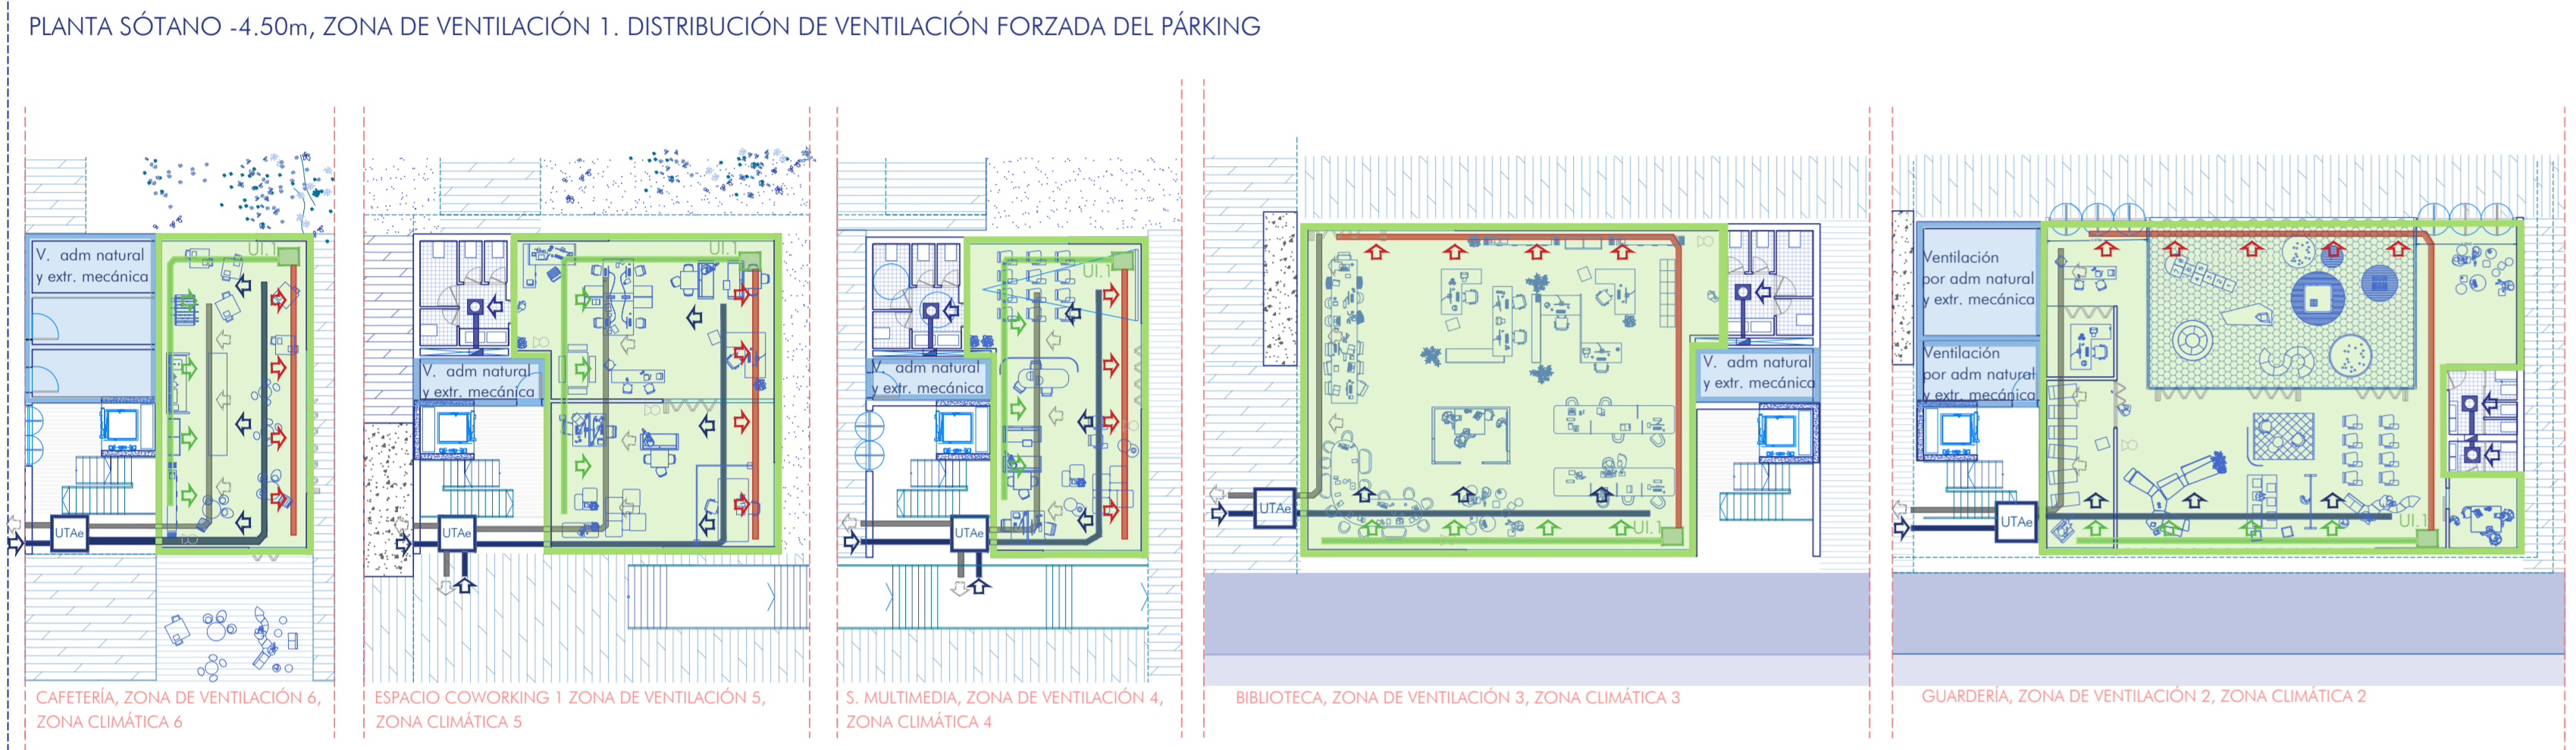 PLANTA SÓTANO -4.50m, ZONA DE VENTILACIÓN 1. DISTRIBUCIÓN DE VENTILACIÓN FORZADA DEL PÁRKING
V. adm natural
y extr. mecánica
UI.1
UTAe
CAFETERÍA, ZONA DE VENTILACIÓN 6,
ZONA CLIMÁTICA 6
UI.1
V. adm natural
y extr. mecánica
UTAe
ESPACIO COWORKING 1 ZONA DE VENTILACIÓN 5,
ZONA CLIMÁTICA 5
UI.1
V. adm natural
y extr. mecánica
UTAe
S. MULTIMEDIA, ZONA DE VENTILACIÓN 4,
ZONA CLIMÁTICA 4
V. adm natural
y extr. mecánica
UTAe
UI.1
BIBLIOTECA, ZONA DE VENTILACIÓN 3, ZONA CLIMÁTICA 3
Ventilación
por adm natural
y extr. mecánica
Ventilación
por adm natural
y extr. mecánica
UTAe
UI.1
GUARDERÍA, ZONA DE VENTILACIÓN 2, ZONA CLIMÁTICA 2